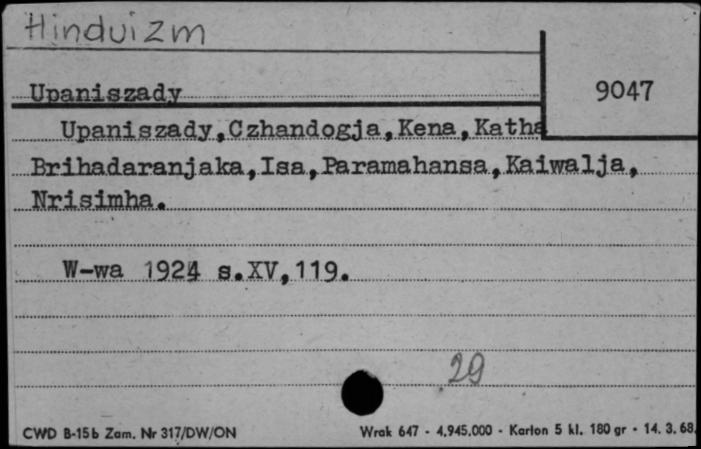 Hinduizm
Upaniszady
9047
Upaniszady,Czhandogja,Kena,Katha
Brihadaranjaka,Isa,Paramahansa,Kaiwalja,
Nrisimha.
W-wa 1924 s.XV,119.
29
CWD B-15b Zam. Nr 317/DW/ON
Wrak 647 - 4.945.000 - Karton 5 kl. 180 gr - 14. 3. 68.